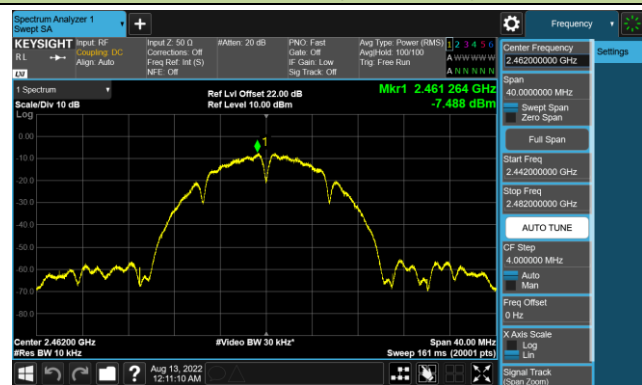 Spectrum Analyzer 1
Swept SA
Frequency
KEYSIGHT
RL
LXI
Input: RF
Coupling: DC
Align: Auto
Input Z: 50 Ω
Corrections: Off
Freq Ref: Int (S)
NFE: Off
#Atten: 20 dB
PNO: Fast
Gate: Off
IF Gain: Low
Sig Track: Off
Avg Type: Power (RMS)
Avg|Hold: 100/100
Trig: Free Run
1 2 3 4 5 6
A W W W W W
A N N N N N
Center Frequency
2.462000000 GHz
Settings
1 Spectrum
Scale/Div 10 dB
Log
Ref Lvl Offset 22.00 dB
Ref Level 10.00 dBm
Mkr1 2.461 264 GHz
-7.488 dBm
Span
40.0000000 MHz
Swept Span
Zero Span
Full Span
Start Freq
2.442000000 GHz
Stop Freq
2.482000000 GHz
AUTO TUNE
CF Step
4.000000 MHz
Auto
Man
Freq Offset
0 Hz
X Axis Scale
Log
Lin
Signal Track
(Span Zoom)
1
0.00
-10.0
-20.0
-30.0
-40.0
-50.0
-60.0
-70.0
-80.0
Center 2.46200 GHz
#Res BW 10 kHz
#Video BW 30 kHz*
Span 40.00 MHz
Sweep 161 ms (20001 pts)
?
Aug 13, 2022
12:11:10 AM